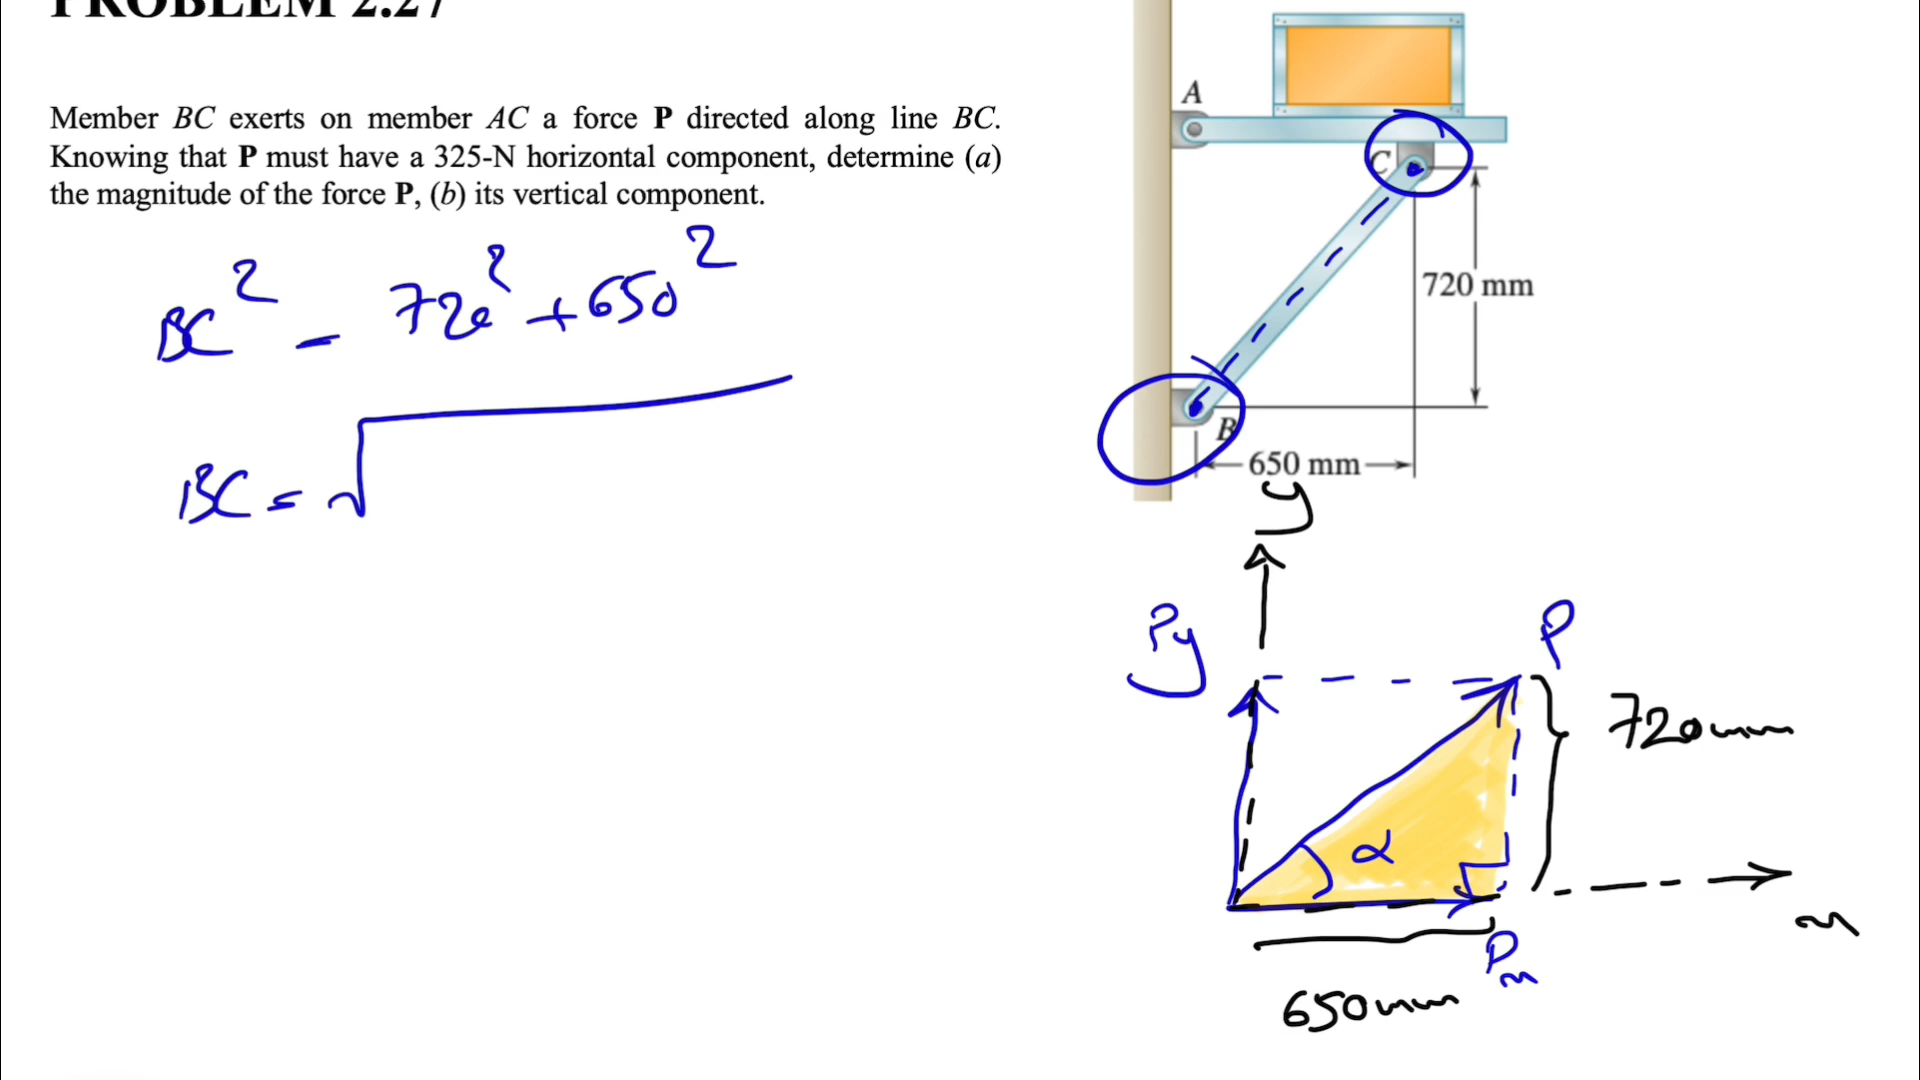 PROBLEM 2.27
Member BC exerts on member AC a force P directed along line BC.
Knowing that P must have a 325-N horizontal component, determine (a)
the magnitude of the force P, (b) its vertical component.
BC² = 720² + 650²
BC = √
A
C
720 mm
B
650 mm
y
Py
P
720mm
α
x
Px
650mm